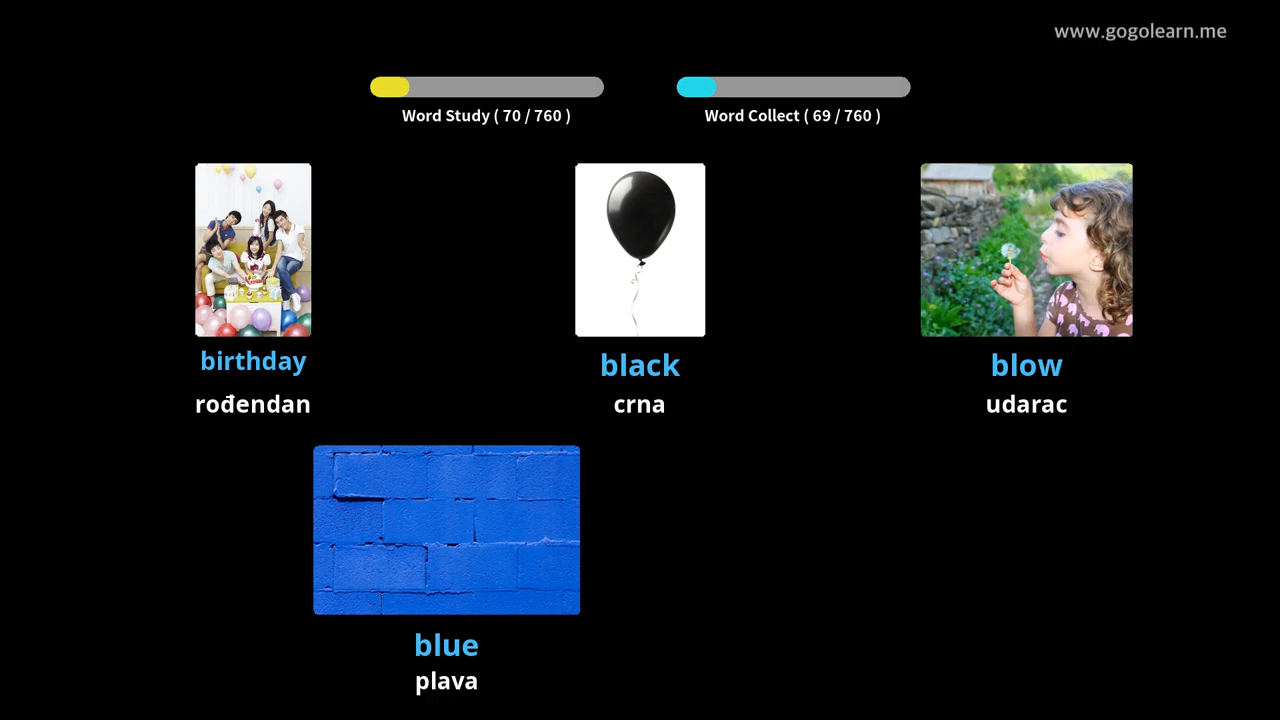 www.gogolearn.me
Word Study ( 70 / 760 )
Word Collect ( 69 / 760 )
birthday
rođendan
black
crna
blow
udarac
blue
plava